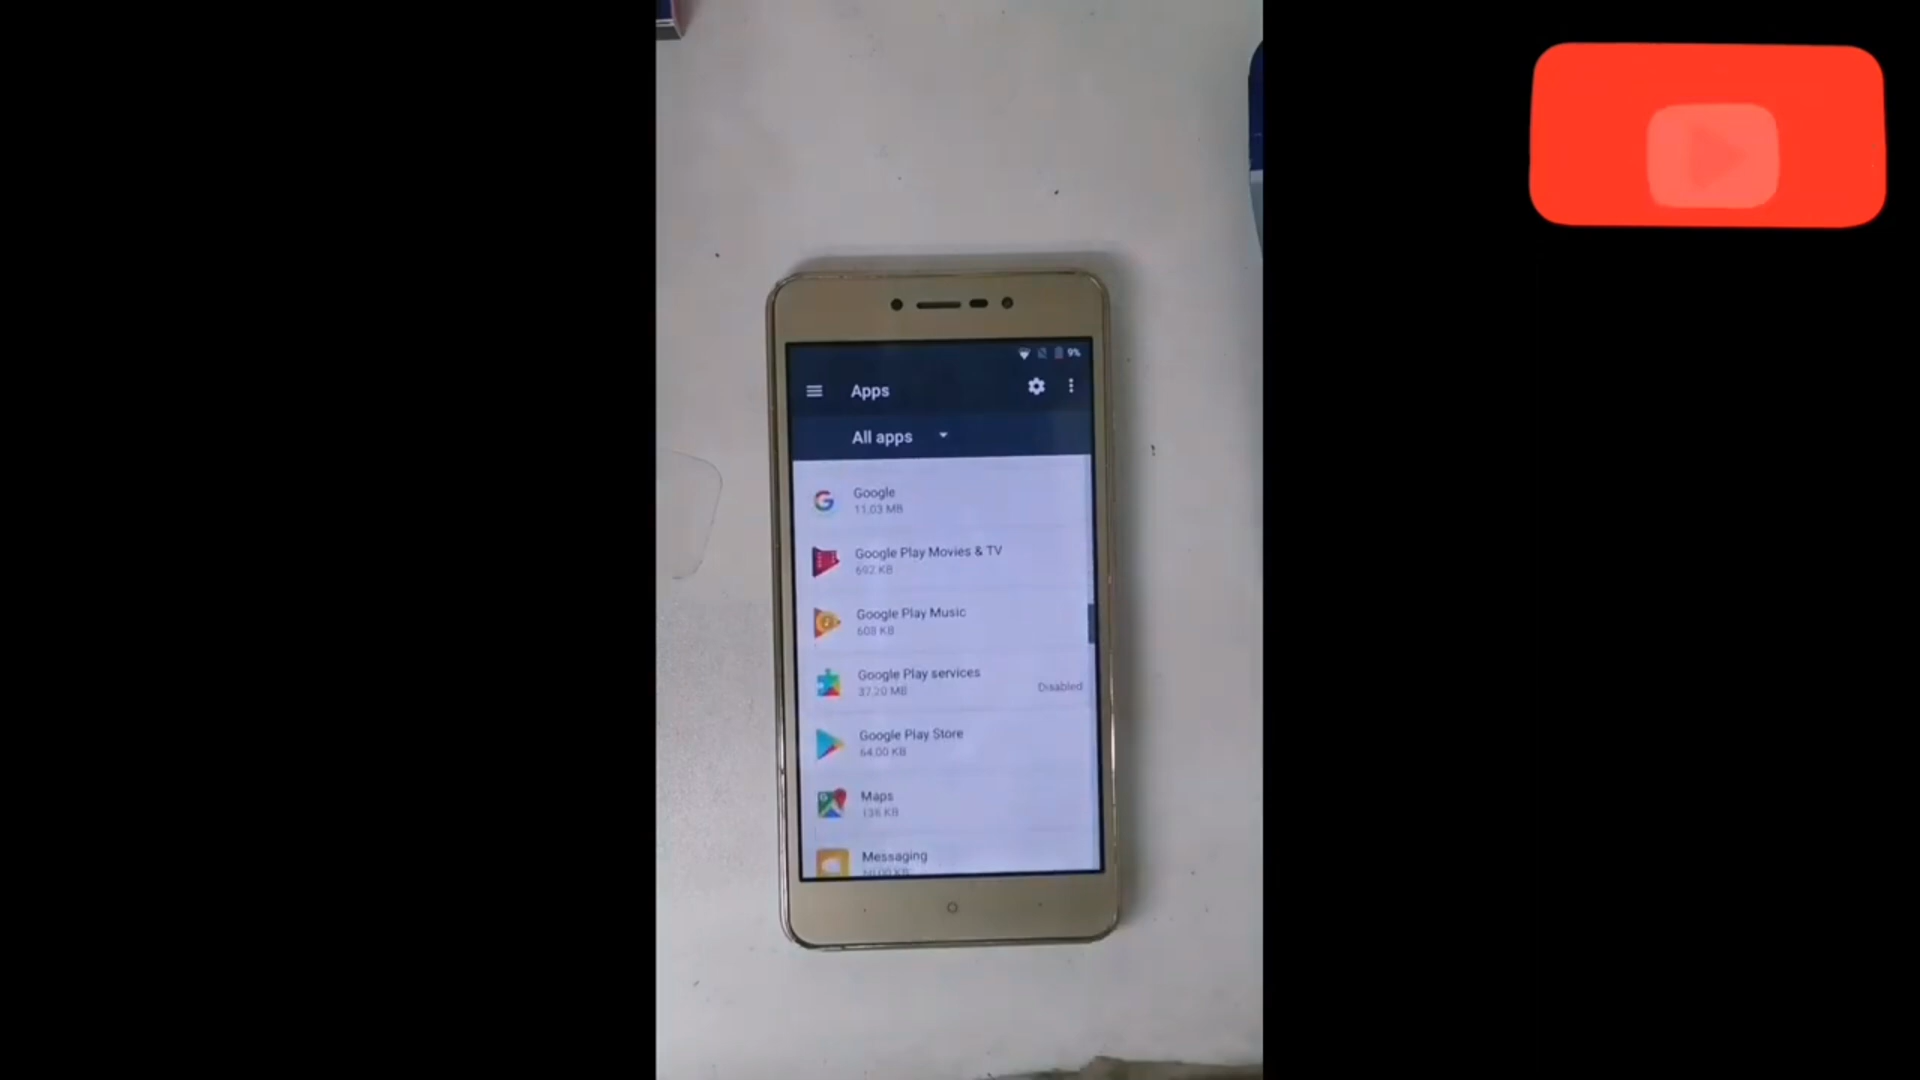 9%
Apps
All apps
Google
11.03 MB
Google Play Movies & TV
692 KB
Google Play Music
608 KB
Google Play services
37.20 MB
Disabled
Google Play Store
64.00 KB
Maps
136 KB
Messaging